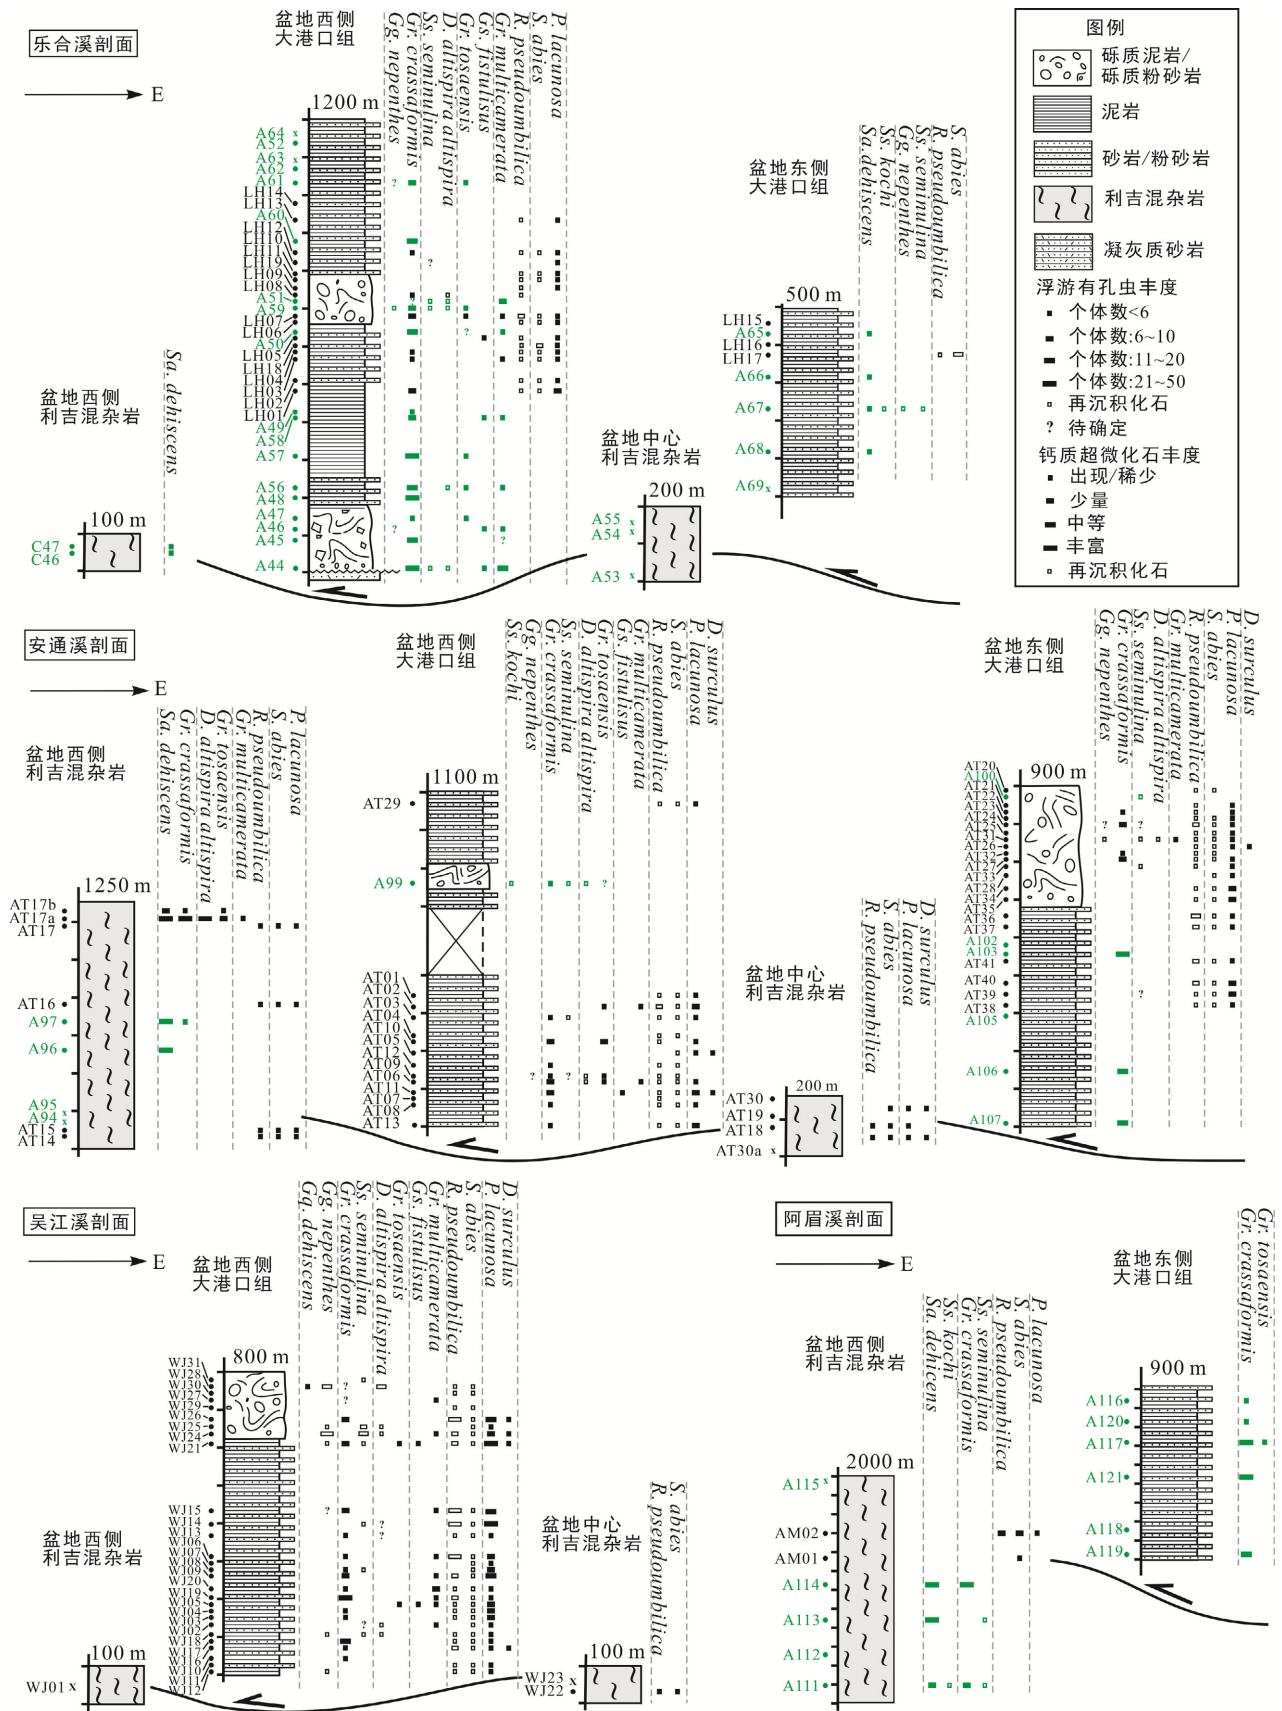 乐合溪剖面
E
盆地西侧
大港口组
1200 m
Gg. nepenthes
Gr. crassaformis
Ss. seminulina
D. altispira altispira
Gr. tosaensis
Gs. fistulisus
Gr. multicamerata
R. pseudoumbilica
S. abies
P. lacunosa
A64 x
A52
A63 x
A62
A61
LH14
LH13
A60
LH12
LH10
LH11
LH19
LH09
LH08
A51
A59
LH07
LH06
A50
LH05
LH18
LH04
LH03
LH02
LH01
A49
A58
A57
A56
A48
A47
A46
A45
A44
盆地西侧
利吉混杂岩
Sa. dehiscens
100 m
C47
C46
盆地中心
利吉混杂岩
200 m
A55 x
A54 x
A53 x
盆地东侧
大港口组
500 m
Sa. dehiscens
Ss. kochi
Gg. nepenthes
Ss. seminulina
R. pseudoumbilica
S. abies
LH15
A65
LH16
LH17
A66
A67
A68
A69 x
图例
砾质泥岩/
砾质粉砂岩
泥岩
砂岩/粉砂岩
利吉混杂岩
凝灰质砂岩
浮游有孔虫丰度
个体数<6
个体数:6~10
个体数:11~20
个体数:21~50
再沉积化石
? 待确定
钙质超微化石丰度
出现/稀少
少量
中等
丰富
再沉积化石
安通溪剖面
E
盆地西侧
利吉混杂岩
Sa. dehiscens
Gr. crassaformis
D. altispira altispira
Gr. tosaensis
Gr. multicamerata
R. pseudoumbilica
S. abies
P. lacunosa
1250 m
AT17b
AT17a
AT17
AT16
A97
A96
A95
A94 x
AT15
AT14
盆地西侧
大港口组
1100 m
Ss. kochi
Gg. nepenthes
Gr. crassaformis
Ss. seminulina
D. altispira altispira
Gr. tosaensis
Gs. fistulisus
Gr. multicamerata
R. pseudoumbilica
S. abies
P. lacunosa
D. surculus
AT29
A99
AT01
AT02
AT03
AT04
AT10
AT05
AT12
AT09
AT06
AT11
AT07
AT08
AT13
盆地中心
利吉混杂岩
R. pseudoumbilica
S. abies
P. lacunosa
D. surculus
200 m
AT30
AT19
AT18
AT30a x
盆地东侧
大港口组
900 m
Gg. nepenthes
Gr. crassaformis
Ss. seminulina
D. altispira altispira
Gr. multicamerata
R. pseudoumbilica
S. abies
P. lacunosa
D. surculus
AT20
A100
AT21
AT22
AT23
AT24
AT25
AT31
AT26
AT32
AT27
AT33
AT28
AT34
AT35
AT36
AT37
A102
A103
AT41
AT40
AT39
AT38
A105
A106
A107
吴江溪剖面
E
盆地西侧
大港口组
800 m
Gq. dehiscens
Gg. nepenthes
Gr. crassaformis
Ss. seminulina
D. altispira altispira
Gr. tosaensis
Gs. fistulisus
Gr. multicamerata
R. pseudoumbilica
S. abies
P. lacunosa
D. surculus
WJ31
WJ28
WJ30
WJ27
WJ29
WJ26
WJ25
WJ24
WJ21
WJ15
WJ14
WJ13
WJ06
WJ07
WJ08
WJ09
WJ20
WJ19
WJ05
WJ04
WJ03
WJ02
WJ18
WJ17
WJ16
WJ10
WJ11
WJ12
盆地西侧
利吉混杂岩
100 m
WJ01 x
盆地中心
利吉混杂岩
R. pseudoumbilica
S. abies
100 m
WJ23 x
WJ22
阿眉溪剖面
E
盆地西侧
利吉混杂岩
2000 m
Sa. dehicens
Ss. kochi
Gr. crassaformis
Ss. seminulina
R. pseudoumbilica
S. abies
P. lacunosa
A115 x
AM02
AM01
A114
A113
A112
A111
盆地东侧
大港口组
900 m
Gr. crassaformis
Gr. tosaensis
A116
A120
A117
A121
A118
A119